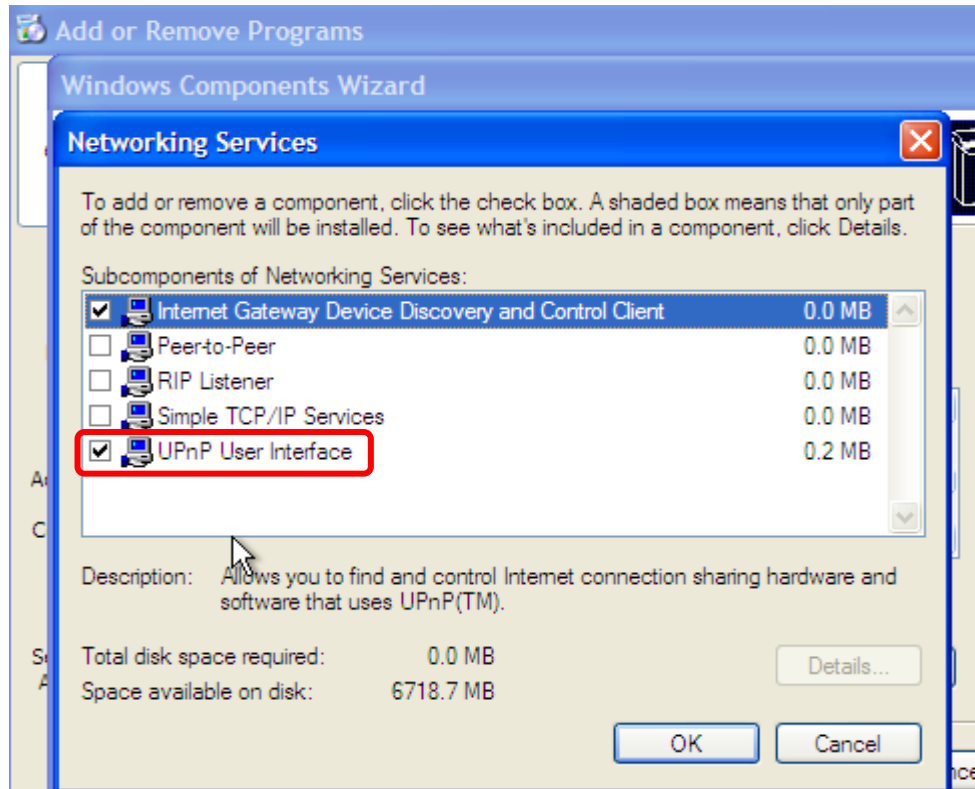 Add or Remove Programs
Windows Components Wizard
Networking Services
To add or remove a component, click the check box. A shaded box means that only part
of the component will be installed. To see what's included in a component, click Details.
Subcomponents of Networking Services:
Internet Gateway Device Discovery and Control Client 0.0 MB
Peer-to-Peer 0.0 MB
RIP Listener 0.0 MB
Simple TCP/IP Services 0.0 MB
UPnP User Interface 0.2 MB
Description: Allows you to find and control Internet connection sharing hardware and
software that uses UPnP(TM).
Total disk space required: 0.0 MB
Details...
Space available on disk: 6718.7 MB
OK Cancel